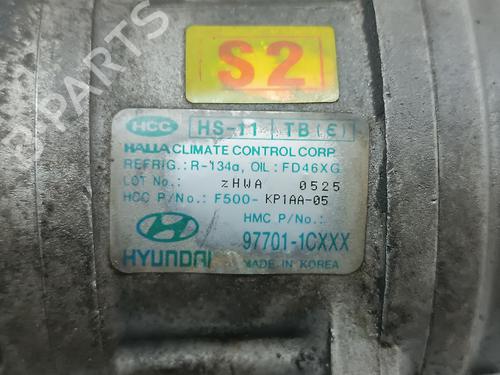 S2
HCC HS-11 TB(E)
HALLA CLIMATE CONTROL CORP.
REFRIG.: R-134a, OIL: FD46XG
LOT No.: zHWA 0525
HCC P/No.: F500-KP1AA-05
HMC P/No.:
97701-1CXXX
HYUNDAI MADE IN KOREA